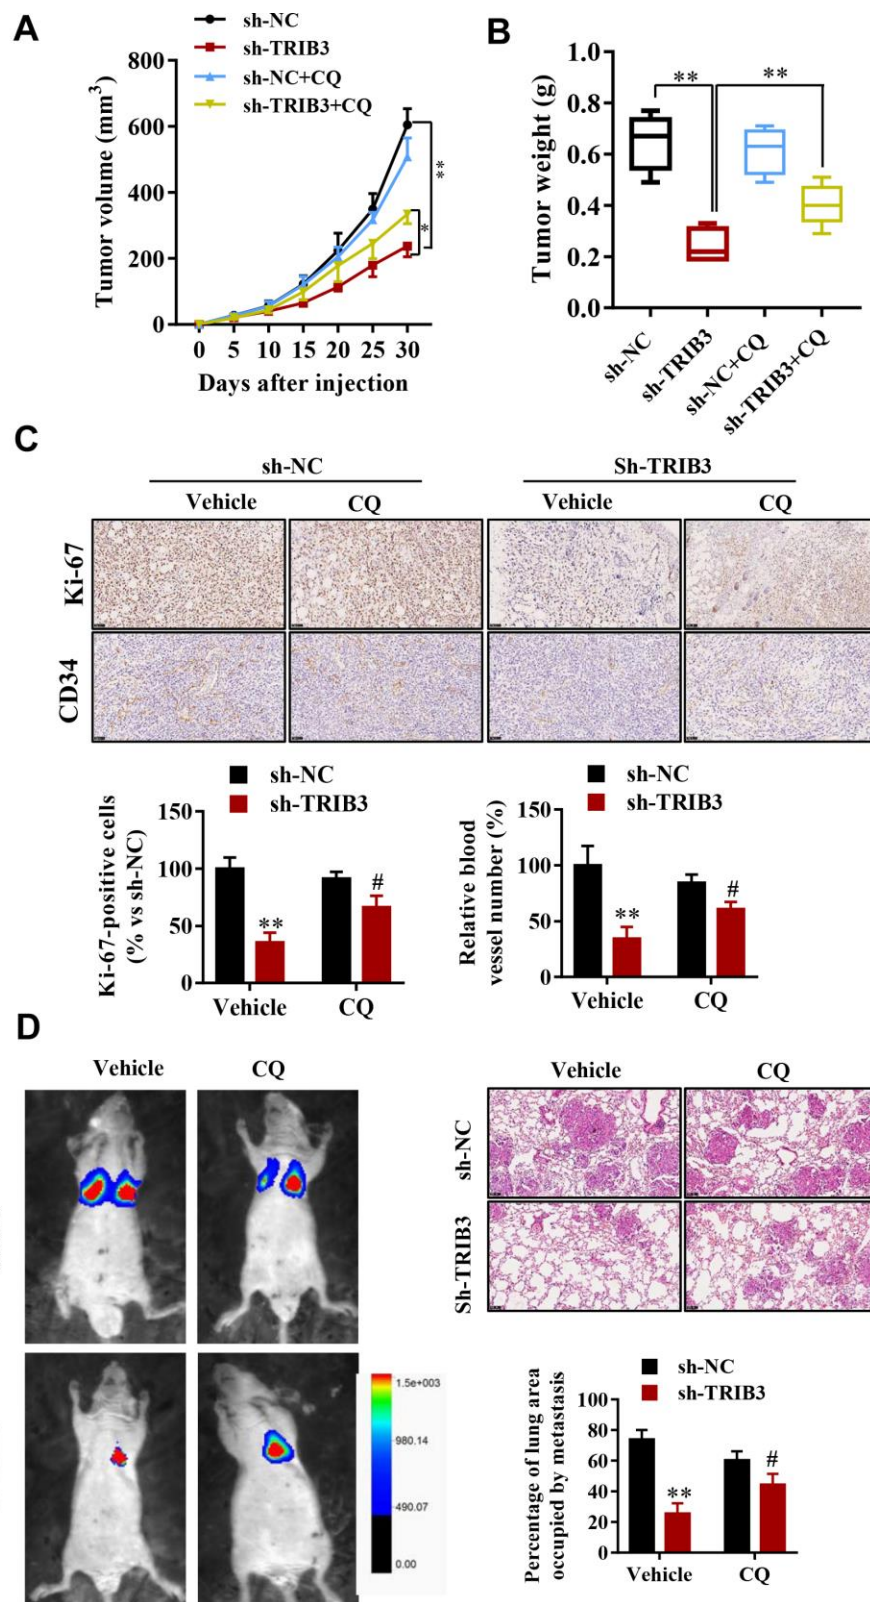 A
sh-NC
sh-TRIB3
sh-NC+CQ
sh-TRIB3+CQ
Tumor volume (mm³)
800
600
400
200
0
0 5 10 15 20 25 30
Days after injection
**
*
B
Tumor weight (g)
1.0
0.8
0.6
0.4
0.2
0.0
** **
sh-NC
sh-TRIB3
sh-NC+CQ
sh-TRIB3+CQ
C
sh-NC Sh-TRIB3
Vehicle CQ Vehicle CQ
Ki-67
CD34
sh-NC
sh-TRIB3
Ki-67-positive cells
(% vs sh-NC)
150
100
50
0
** #
Vehicle CQ
sh-NC
sh-TRIB3
Relative blood
vessel number (%)
150
100
50
0
** #
Vehicle CQ
D
Vehicle CQ
1.5e+003
980.14
490.07
0.00
Vehicle CQ
sh-NC
Sh-TRIB3
sh-NC
sh-TRIB3
Percentage of lung area
occupied by metastasis
100
80
60
40
20
0
** #
Vehicle CQ